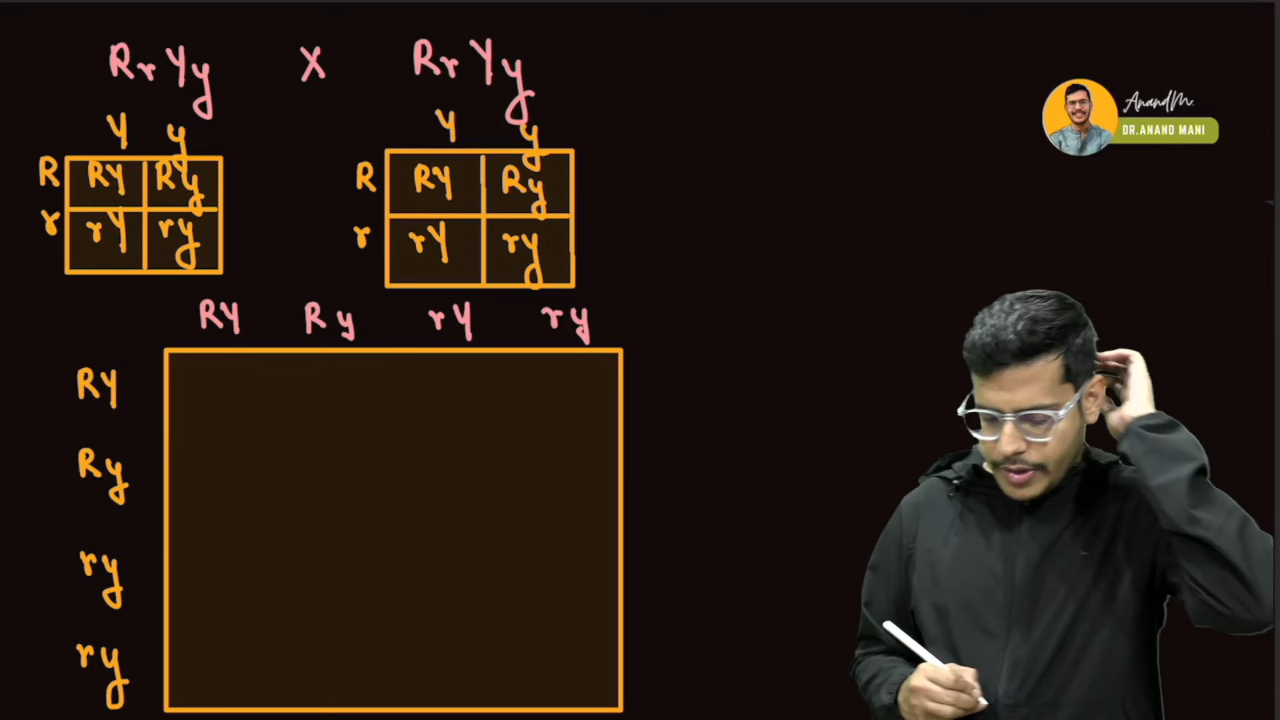 RrYy X RrYy
Y y Y y
R RY Ry R RY Ry
r rY ry r rY ry
RY Ry rY ry
RY
Ry
ry
ry
AnandM.
DR.ANAND MANI